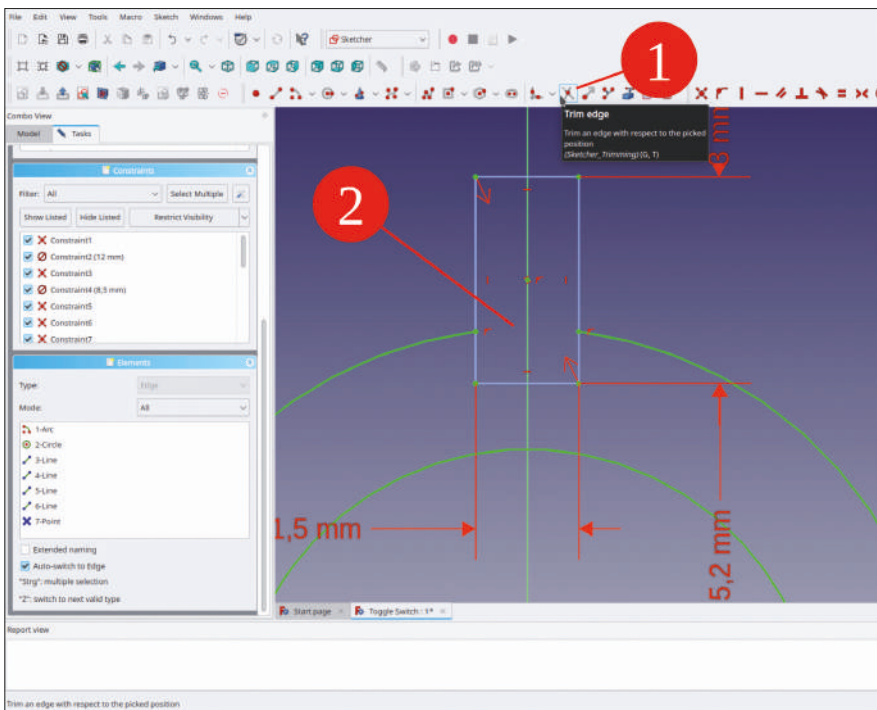 File Edit View Tools Macro Sketch Windows Help
Sketcher
1
Combo View
Model Tasks
Trim edge
Trim an edge with respect to the picked
position
(Sketcher_Trimming) (G, T)
3 mm
Constraints
Filter: All Select Multiple
Show Listed Hide Listed Restrict Visibility
Constraint1
Constraint2 (12 mm)
Constraint3
Constraint4 (8,5 mm)
Constraint5
Constraint6
Constraint7
2
Elements
Type: Edge
Mode: All
1-Arc
2-Circle
3-Line
4-Line
5-Line
6-Line
7-Point
1,5 mm
5,2 mm
Extended naming
Auto-switch to Edge
"Strg": multiple selection
"Z": switch to next valid type
Start page Toggle Switch : 1*
Report view
Trim an edge with respect to the picked position